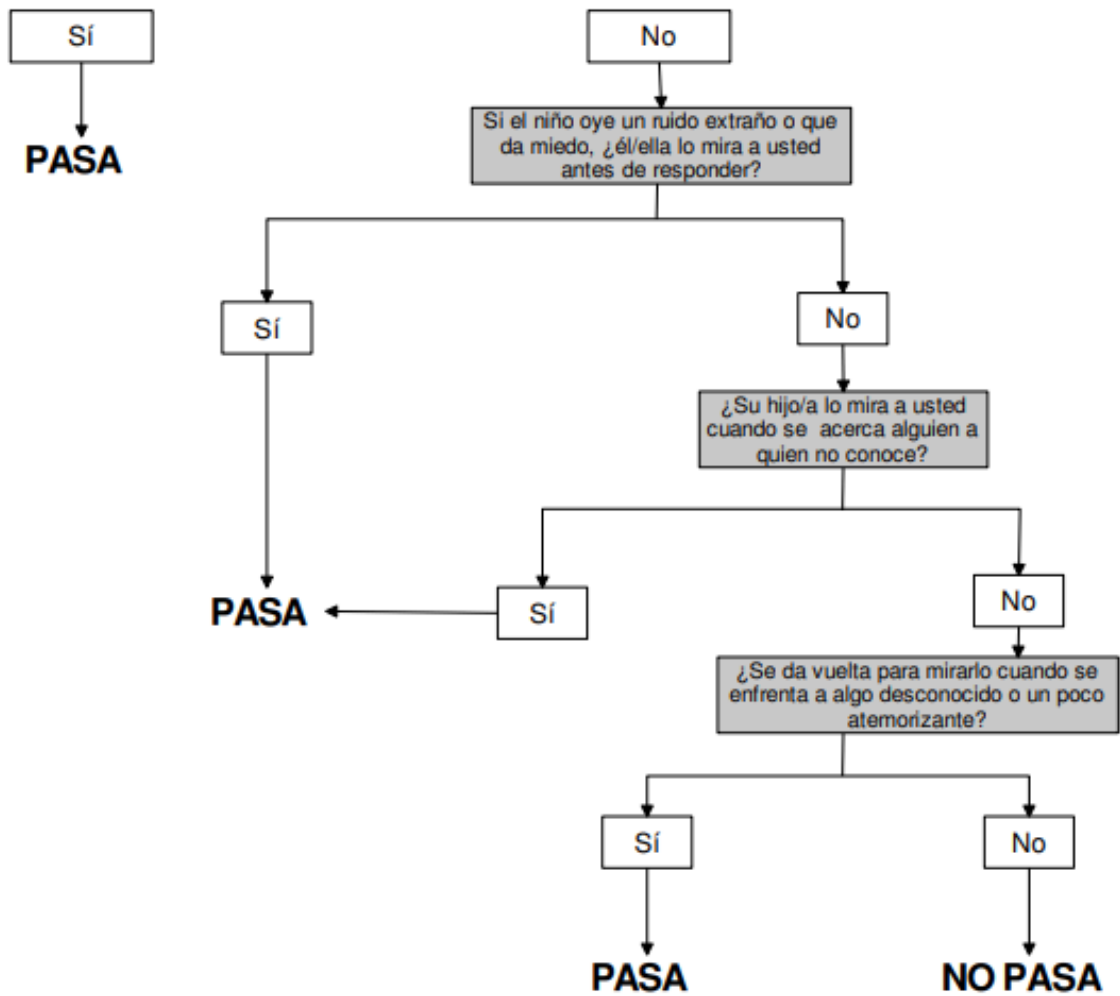 Sí
No
PASA
Si el niño oye un ruido extraño o que
da miedo, ¿él/ella lo mira a usted
antes de responder?
Sí
No
¿Su hijo/a lo mira a usted
cuando se acerca alguien a
quien no conoce?
PASA
Sí
No
¿Se da vuelta para mirarlo cuando se
enfrenta a algo desconocido o un poco
atemorizante?
Sí
No
PASA
NO PASA